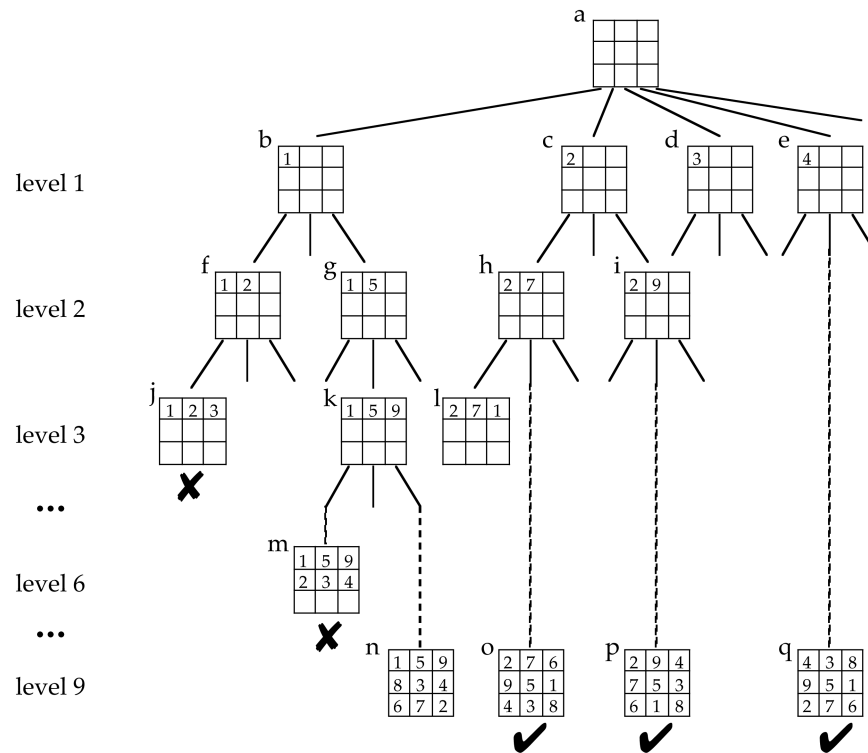 a
b c d e
level 1 1 2 3 4
f g h i
level 2 1 2 1 5 2 7 2 9
j k l
level 3 1 2 3 1 5 9 2 7 1
✘
...
m
1 5 9
level 6 2 3 4
✘
...
n o p q
1 5 9 2 7 6 2 9 4 4 3 8
level 9 8 3 4 9 5 1 7 5 3 9 5 1
6 7 2 4 3 8 6 1 8 2 7 6
✔ ✔ ✔